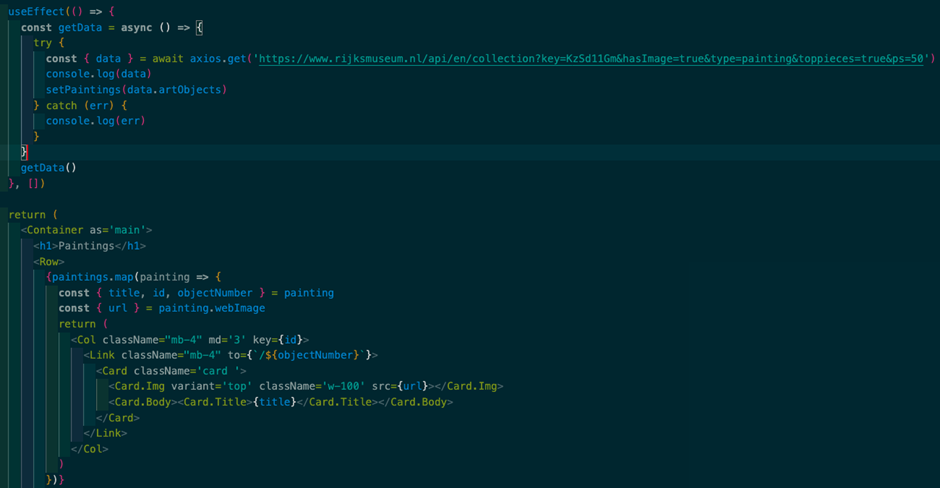 useEffect(() => {
const getData = async () => {
try {
const { data } = await axios.get('https://www.rijksmuseum.nl/api/en/collection?key=KzSd11Gm&hasImage=true&type=painting&toppieces=true&ps=50')
console.log(data)
setPaintings(data.artObjects)
} catch (err) {
console.log(err)
}
}
getData()
}, [])
return (
<Container as='main'>
<h1>Paintings</h1>
<Row>
{paintings.map(painting => {
const { title, id, objectNumber } = painting
const { url } = painting.webImage
return (
<Col className="mb-4" md='3' key={id}>
<Link className="mb-4" to={`/${objectNumber}`}>
<Card className='card '>
<Card.Img variant='top' className='w-100' src={url}></Card.Img>
<Card.Body><Card.Title>{title}</Card.Title></Card.Body>
</Card>
</Link>
</Col>
)
})}